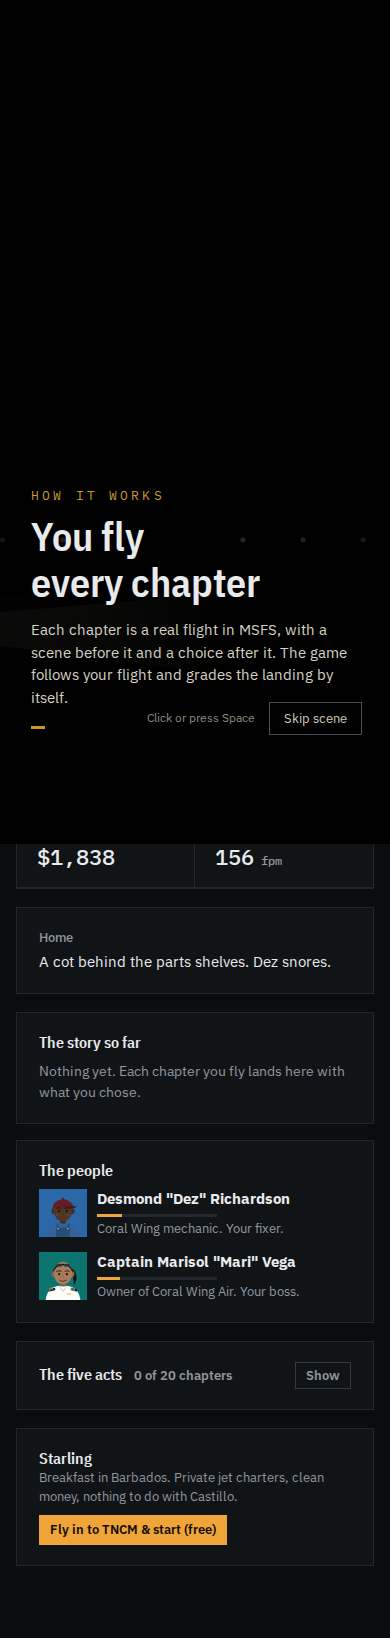 HOW IT WORKS
You fly
every chapter
Each chapter is a real flight in MSFS, with a
scene before it and a choice after it. The game
follows your flight and grades the landing by
itself.
Click or press Space
Skip scene
$1,838
156 fpm
Home
A cot behind the parts shelves. Dez snores.
The story so far
Nothing yet. Each chapter you fly lands here with
what you chose.
The people
Desmond "Dez" Richardson
Coral Wing mechanic. Your fixer.
Captain Marisol "Mari" Vega
Owner of Coral Wing Air. Your boss.
The five acts 0 of 20 chapters
Show
Starling
Breakfast in Barbados. Private jet charters, clean
money, nothing to do with Castillo.
Fly in to TNCM & start (free)